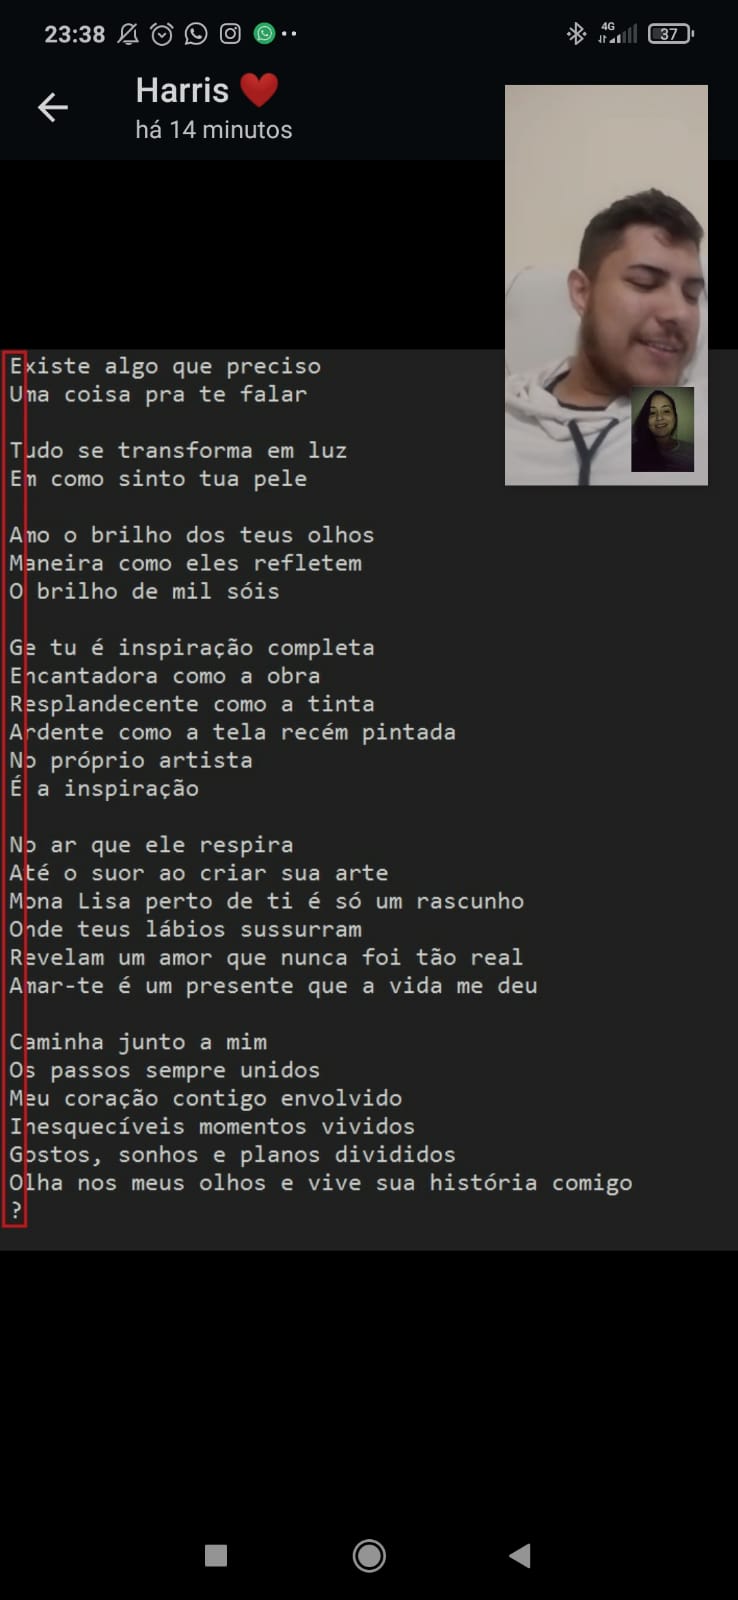 23:38
4G
37
Harris ❤️
há 14 minutos
Existe algo que preciso
Uma coisa pra te falar
Tudo se transforma em luz
Em como sinto tua pele
Amo o brilho dos teus olhos
Maneira como eles refletem
O brilho de mil sóis
Ge tu é inspiração completa
Encantadora como a obra
Resplandecente como a tinta
Ardente como a tela recém pintada
No próprio artista
É a inspiração
No ar que ele respira
Até o suor ao criar sua arte
Mona Lisa perto de ti é só um rascunho
Onde teus lábios sussurram
Revelam um amor que nunca foi tão real
Amar-te é um presente que a vida me deu
Caminha junto a mim
Os passos sempre unidos
Meu coração contigo envolvido
Inesquecíveis momentos vividos
Gostos, sonhos e planos divididos
Olha nos meus olhos e vive sua história comigo
?